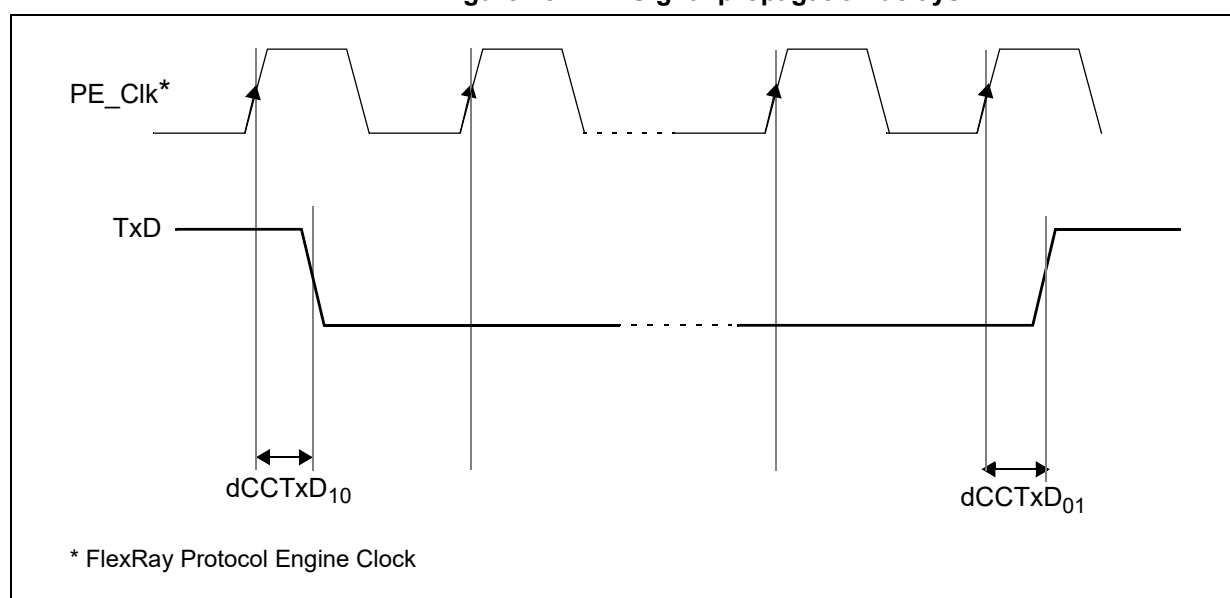 PE_Clk*
TxD
dCCTxD10
dCCTxD01
* FlexRay Protocol Engine Clock